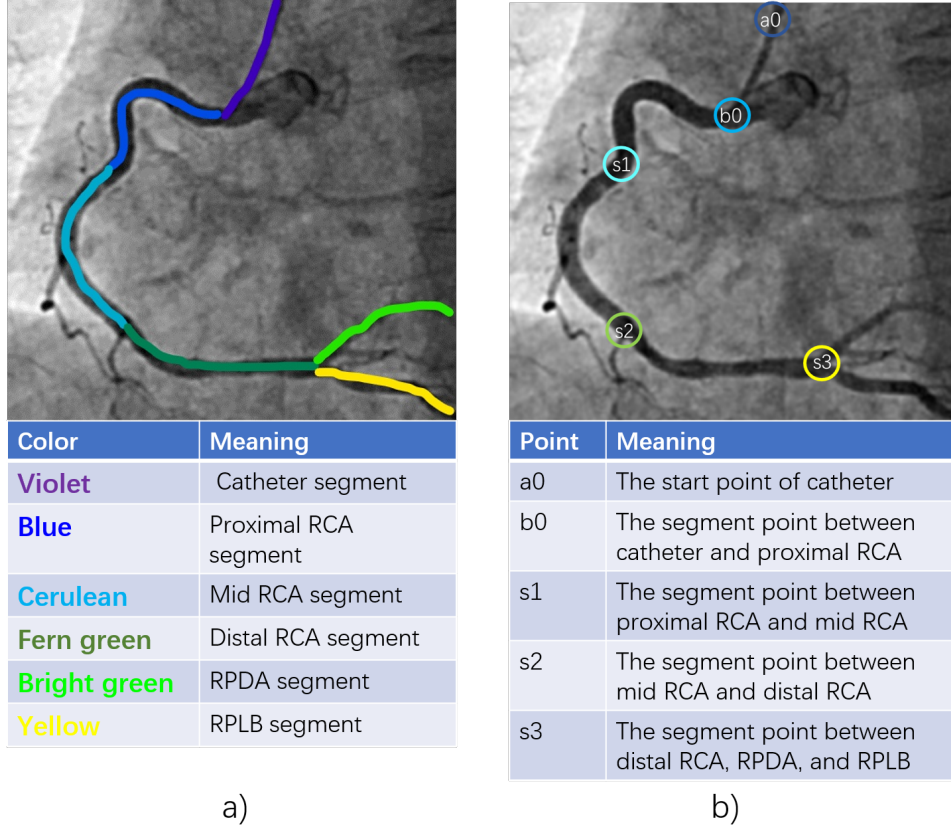 a0
b0
s1
s2
s3
Color Meaning
Violet Catheter segment
Blue Proximal RCA
segment
Cerulean Mid RCA segment
Fern green Distal RCA segment
Bright green RPDA segment
Yellow RPLB segment
a)
Point Meaning
a0 The start point of catheter
b0 The segment point between
catheter and proximal RCA
s1 The segment point between
proximal RCA and mid RCA
s2 The segment point between
mid RCA and distal RCA
s3 The segment point between
distal RCA, RPDA, and RPLB
b)